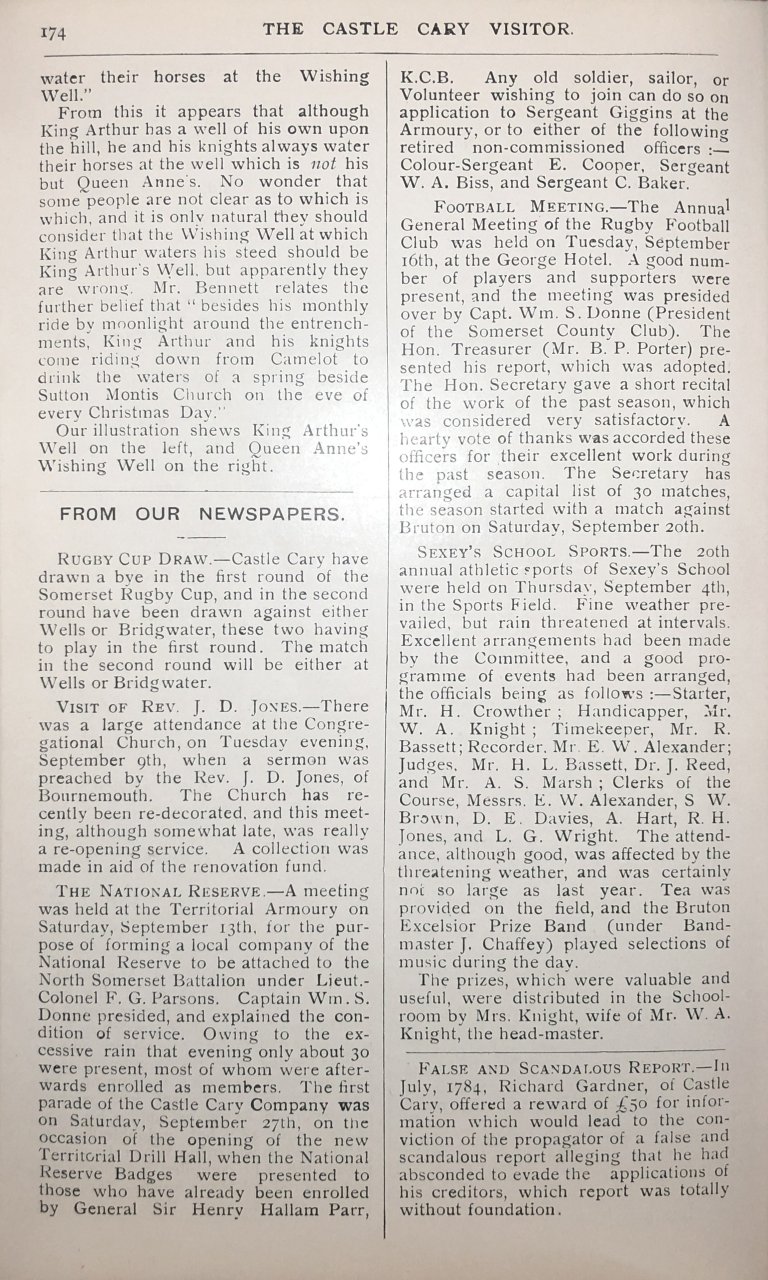 174
THE CASTLE CARY VISITOR.
water their horses at the Wishing
Well."
From this it appears that although
King Arthur has a well of his own upon
the hill, he and his knights always water
their horses at the well which is not his
but Queen Anne's. No wonder that
some people are not clear as to which is
which, and it is only natural they should
consider that the Wishing Well at which
King Arthur waters his steed should be
King Arthur's Well, but apparently they
are wrong. Mr. Bennett relates the
further belief that " besides his monthly
ride by moonlight around the entrench-
ments, King Arthur and his knights
come riding down from Camelot to
drink the waters of a spring beside
Sutton Montis Church on the eve of
every Christmas Day."
Our illustration shews King Arthur's
Well on the left, and Queen Anne's
Wishing Well on the right.
FROM OUR NEWSPAPERS.
RUGBY CUP DRAW.—Castle Cary have
drawn a bye in the first round of the
Somerset Rugby Cup, and in the second
round have been drawn against either
Wells or Bridgwater, these two having
to play in the first round. The match
in the second round will be either at
Wells or Bridgwater.
VISIT OF REV. J. D. JONES.—There
was a large attendance at the Congre-
gational Church, on Tuesday evening,
September 9th, when a sermon was
preached by the Rev. J. D. Jones, of
Bournemouth. The Church has re-
cently been re-decorated, and this meet-
ing, although somewhat late, was really
a re-opening service. A collection was
made in aid of the renovation fund.
THE NATIONAL RESERVE.—A meeting
was held at the Territorial Armoury on
Saturday, September 13th, for the pur-
pose of forming a local company of the
National Reserve to be attached to the
North Somerset Battalion under Lieut.-
Colonel F. G. Parsons. Captain Wm. S.
Donne presided, and explained the con-
dition of service. Owing to the ex-
cessive rain that evening only about 30
were present, most of whom were after-
wards enrolled as members. The first
parade of the Castle Cary Company was
on Saturday, September 27th, on the
occasion of the opening of the new
Territorial Drill Hall, when the National
Reserve Badges were presented to
those who have already been enrolled
by General Sir Henry Hallam Parr,
K.C.B. Any old soldier, sailor, or
Volunteer wishing to join can do so on
application to Sergeant Giggins at the
Armoury, or to either of the following
retired non-commissioned officers :—
Colour-Sergeant E. Cooper, Sergeant
W. A. Biss, and Sergeant C. Baker.
FOOTBALL MEETING.—The Annual
General Meeting of the Rugby Football
Club was held on Tuesday, September
16th, at the George Hotel. A good num-
ber of players and supporters were
present, and the meeting was presided
over by Capt. Wm. S. Donne (President
of the Somerset County Club). The
Hon. Treasurer (Mr. B. P. Porter) pre-
sented his report, which was adopted.
The Hon. Secretary gave a short recital
of the work of the past season, which
was considered very satisfactory. A
hearty vote of thanks was accorded these
officers for their excellent work during
the past season. The Secretary has
arranged a capital list of 30 matches,
the season started with a match against
Bruton on Saturday, September 20th.
SEXEY'S SCHOOL SPORTS.—The 20th
annual athletic sports of Sexey's School
were held on Thursday, September 4th,
in the Sports Field. Fine weather pre-
vailed, but rain threatened at intervals.
Excellent arrangements had been made
by the Committee, and a good pro-
gramme of events had been arranged,
the officials being as follows :—Starter,
Mr. H. Crowther ; Handicapper, Mr.
W. A. Knight ; Timekeeper, Mr. R.
Bassett; Recorder, Mr. E. W. Alexander;
Judges, Mr. H. L. Bassett, Dr. J. Reed,
and Mr. A. S. Marsh ; Clerks of the
Course, Messrs. E. W. Alexander, S W.
Brown, D. E. Davies, A. Hart, R. H.
Jones, and L. G. Wright. The attend-
ance, although good, was affected by the
threatening weather, and was certainly
not so large as last year. Tea was
provided on the field, and the Bruton
Excelsior Prize Band (under Band-
master J. Chaffey) played selections of
music during the day.
The prizes, which were valuable and
useful, were distributed in the School-
room by Mrs. Knight, wife of Mr. W. A.
Knight, the head-master.
FALSE AND SCANDALOUS REPORT.—In
July, 1784, Richard Gardner, of Castle
Cary, offered a reward of £50 for infor-
mation which would lead to the con-
viction of the propagator of a false and
scandalous report alleging that he had
absconded to evade the applications of
his creditors, which report was totally
without foundation.